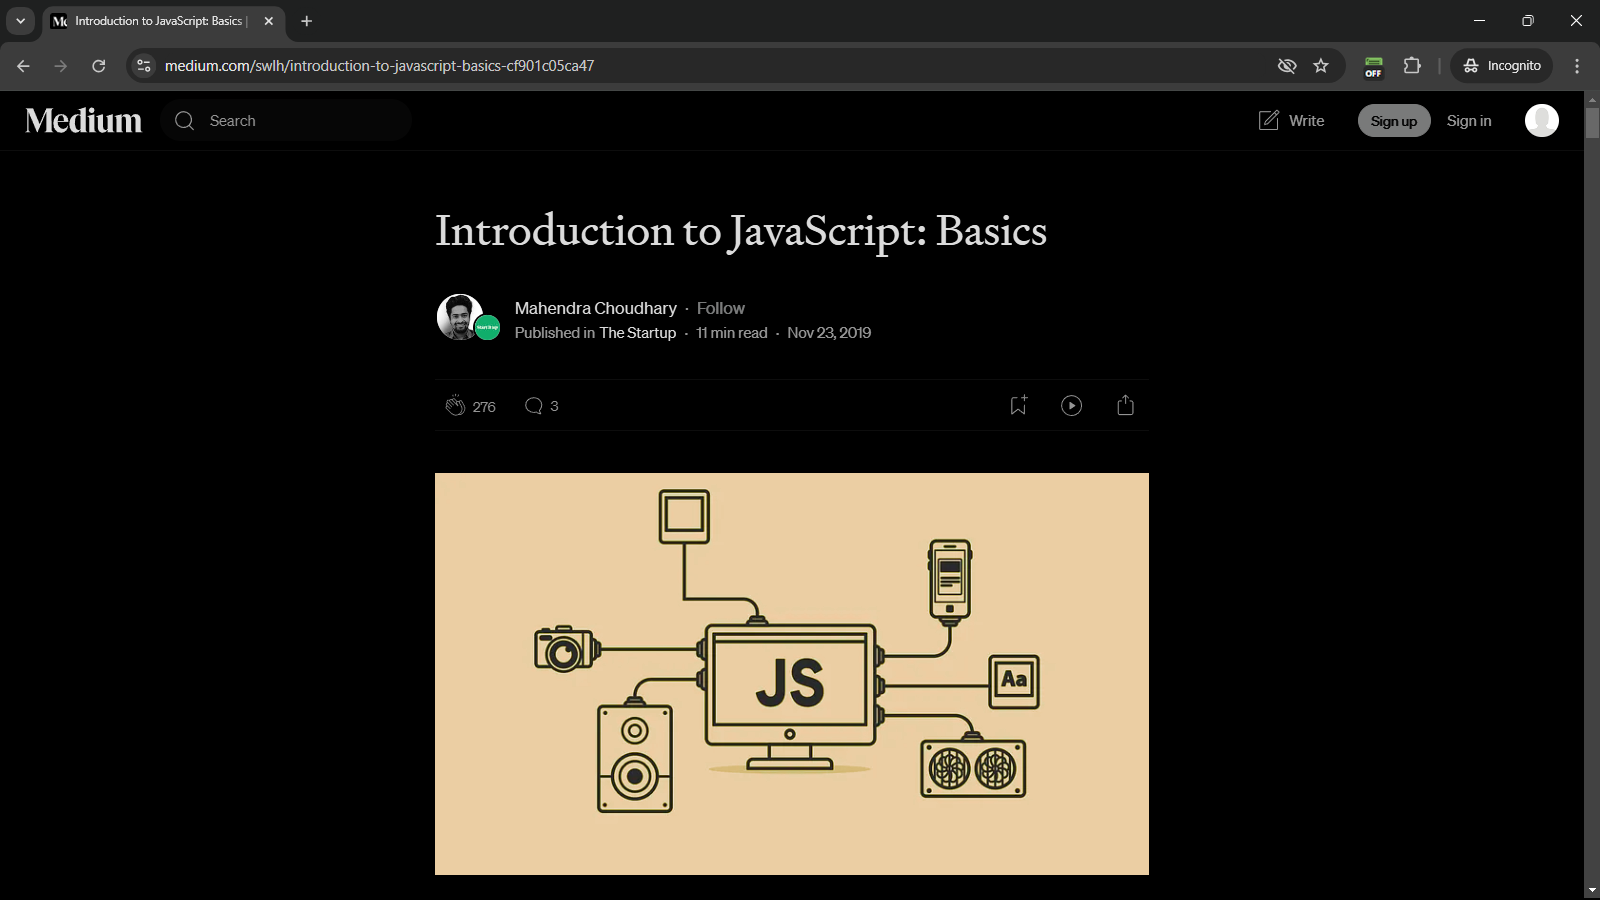 Introduction to JavaScript: Basics |
medium.com/swlh/introduction-to-javascript-basics-cf901c05ca47
OFF
Incognito
Medium
Search
Write
Sign up
Sign in
Introduction to JavaScript: Basics
Mahendra Choudhary · Follow
Published in The Startup · 11 min read · Nov 23, 2019
276
3
JS
Aa